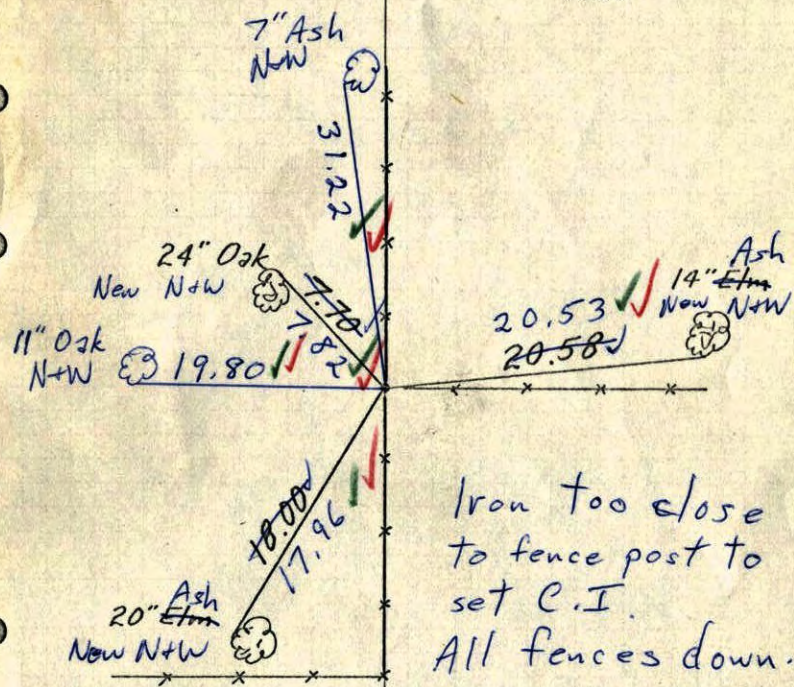 7" Ash
N+W
31.22
24" Oak
New N+W
7.70
7.82
11" Oak
N+W
19.80
Ash
14" Elm
New N+W
20.53
20.58
18.00
17.96
Ash
20" Elm
New N+W
Iron too close
to fence post to
set C.I.
All fences down.